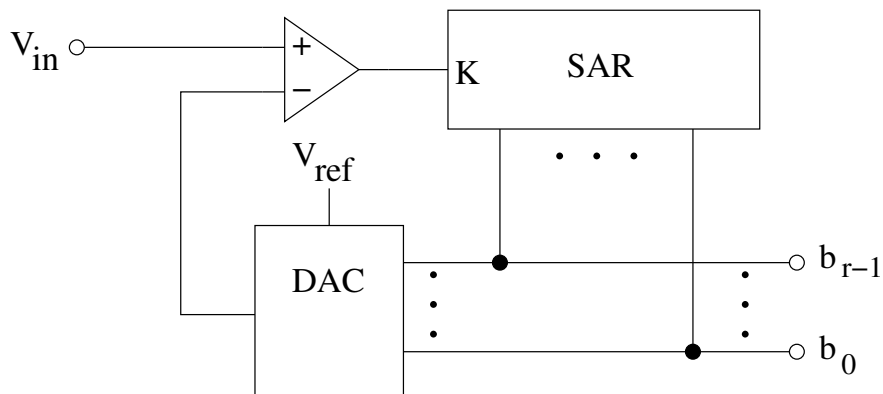 V_in
+
−
K
SAR
V_ref
DAC
b_r−1
b_0